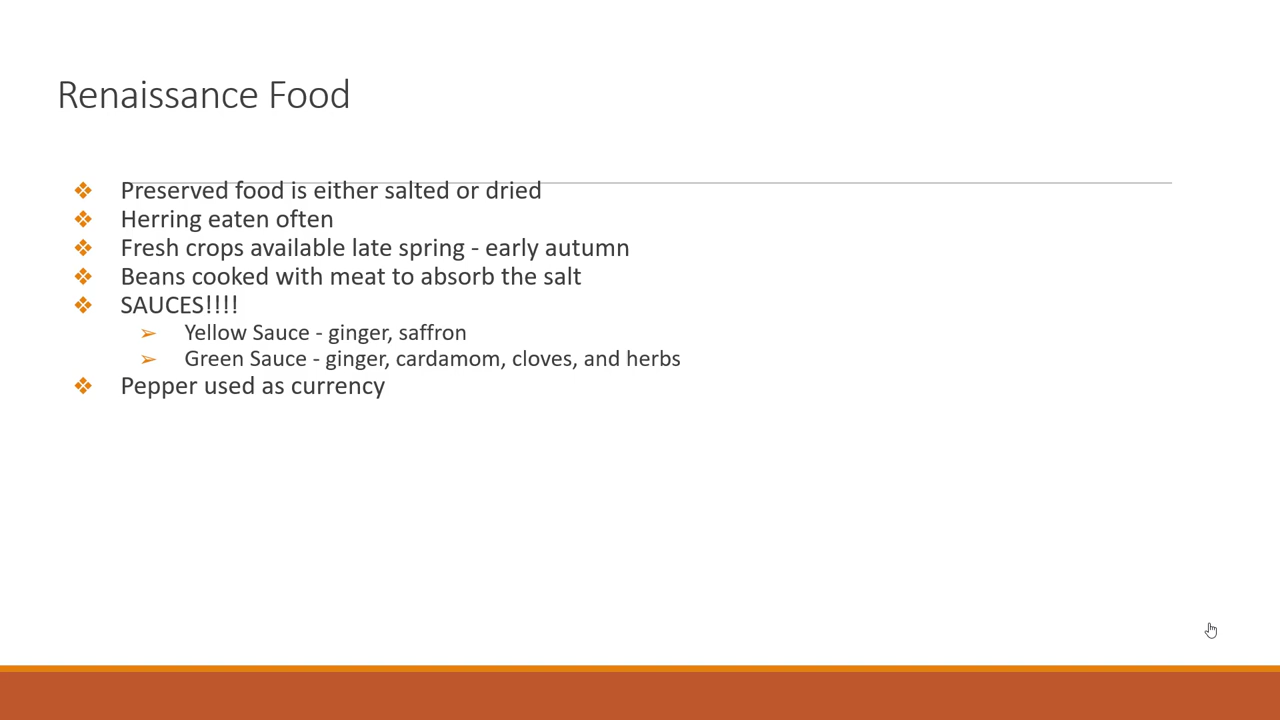 Renaissance Food
❖ Preserved food is either salted or dried
❖ Herring eaten often
❖ Fresh crops available late spring - early autumn
❖ Beans cooked with meat to absorb the salt
❖ SAUCES!!!!
➢ Yellow Sauce - ginger, saffron
➢ Green Sauce - ginger, cardamom, cloves, and herbs
❖ Pepper used as currency